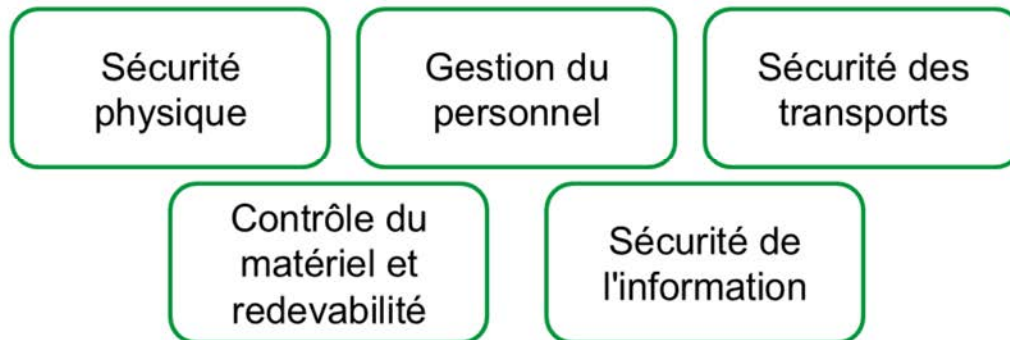 Sécurité
physique
Gestion du
personnel
Sécurité des
transports
Contrôle du
matériel et
redevabilité
Sécurité de
l'information